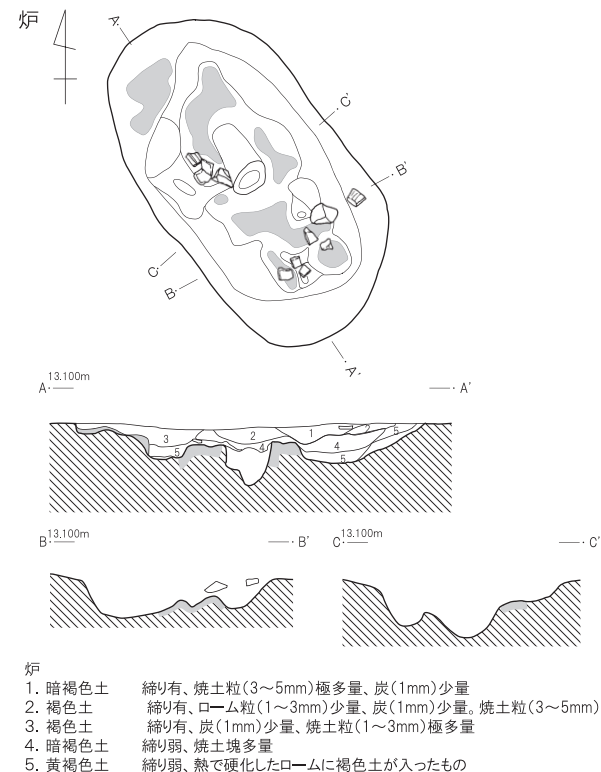 炉
A.
.C'
.B'
C.
B.
.A'
13.100m
A. .A'
3 2 1 2 5
5 4 4
5
13.100m 13.100m
B. .B' C. .C'
炉
1. 暗褐色土 締り有、焼土粒(3〜5mm)極多量、炭(1mm)少量
2. 褐色土 締り有、ローム粒(1〜3mm)少量、炭(1mm)少量。焼土粒(3〜5mm)
3. 褐色土 締り有、炭(1mm)少量、焼土粒(1〜3mm)極多量
4. 暗褐色土 締り弱、焼土塊多量
5. 黄褐色土 締り弱、熱で硬化したロームに褐色土が入ったもの